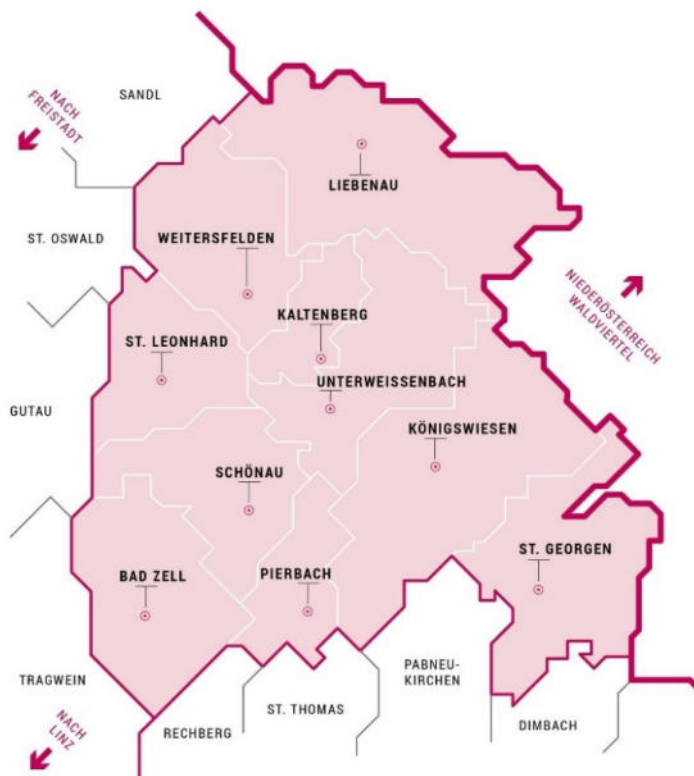 SANDL
NACH
FREISTADT
LIEBENAU
ST. OSWALD
WEITERSFELDEN
NIEDERÖSTERREICH
WALDVIERTEL
KALTENBERG
ST. LEONHARD
UNTERWEISSENBACH
GUTAU
KÖNIGSWIESEN
SCHÖNAU
ST. GEORGEN
BAD ZELL
PIERBACH
TRAGWEIN
PABNEU-
KIRCHEN
ST. THOMAS
DIMBACH
RECHBERG
NACH
LINZ